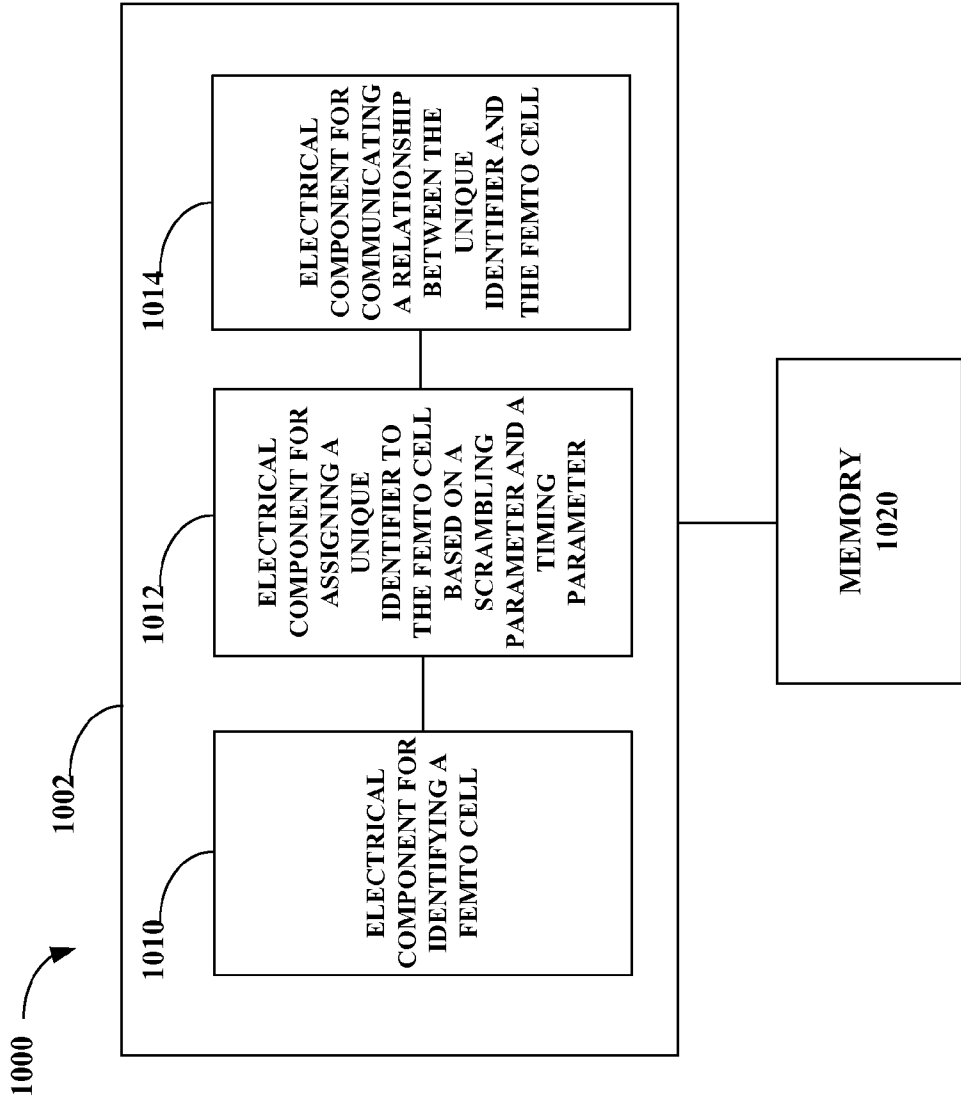 1000
1002
1010
ELECTRICAL
COMPONENT FOR
IDENTIFYING A
FEMTO CELL
1012
ELECTRICAL
COMPONENT FOR
ASSIGNING A
UNIQUE
IDENTIFIER TO
THE FEMTO CELL
BASED ON A
SCRAMBLING
PARAMETER AND A
TIMING
PARAMETER
1014
ELECTRICAL
COMPONENT FOR
COMMUNICATING
A RELATIONSHIP
BETWEEN THE
UNIQUE
IDENTIFIER AND
THE FEMTO CELL
MEMORY
1020